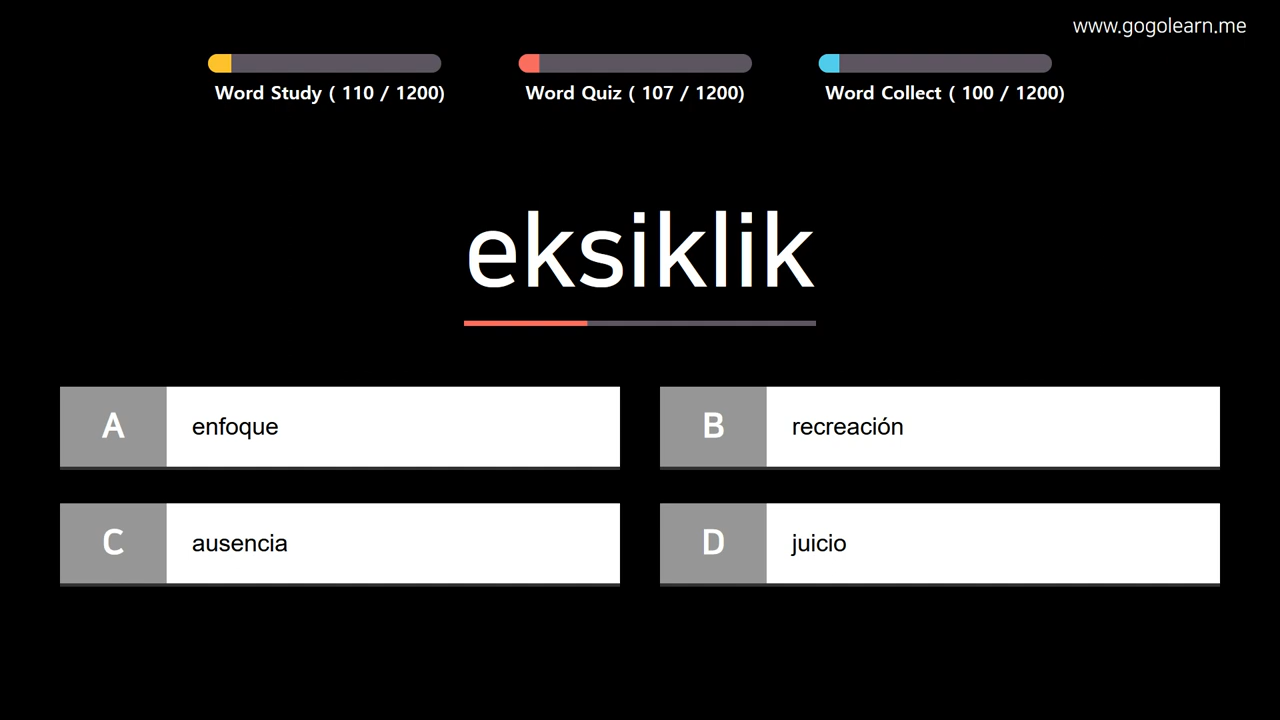 www.gogolearn.me
Word Study ( 110 / 1200)
Word Quiz ( 107 / 1200)
Word Collect ( 100 / 1200)
eksiklik
A enfoque
B recreación
C ausencia
D juicio